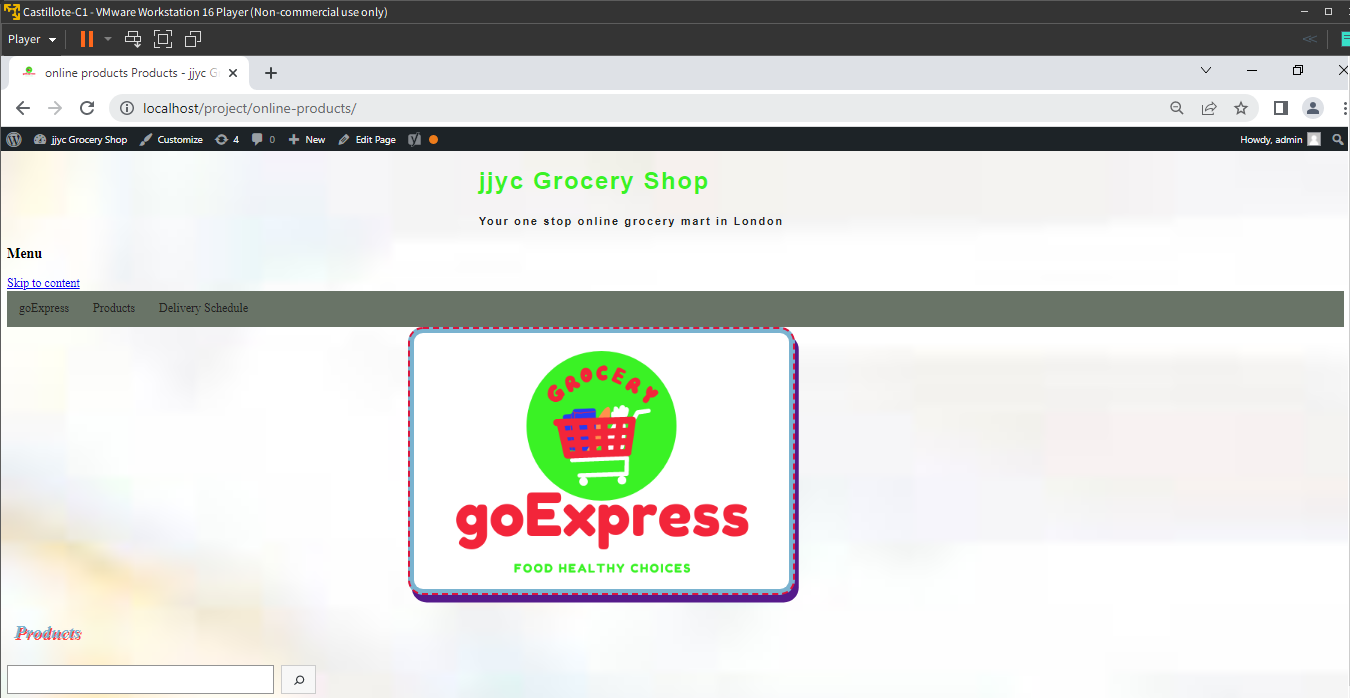 Castillote-C1 - VMware Workstation 16 Player (Non-commercial use only)
Player
online products Products - jjyc G
localhost/project/online-products/
jjyc Grocery Shop Customize 4 0 New Edit Page Howdy, admin
jjyc Grocery Shop
Your one stop online grocery mart in London
Menu
Skip to content
goExpress Products Delivery Schedule
GROCERY
goExpress
FOOD HEALTHY CHOICES
Products